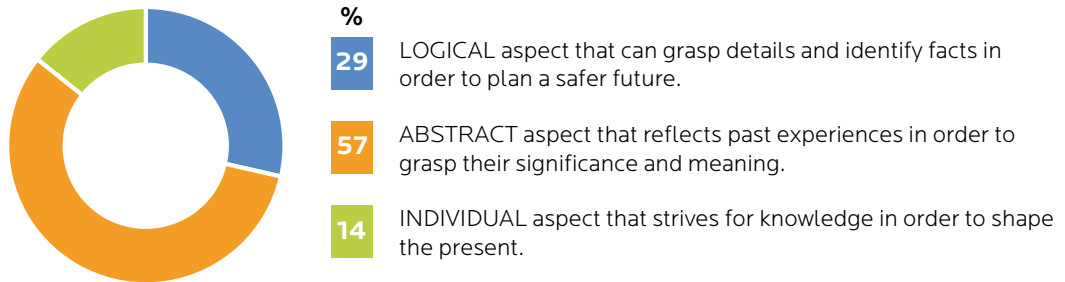 %
29
LOGICAL aspect that can grasp details and identify facts in
order to plan a safer future.
57
ABSTRACT aspect that reflects past experiences in order to
grasp their significance and meaning.
14
INDIVIDUAL aspect that strives for knowledge in order to shape
the present.